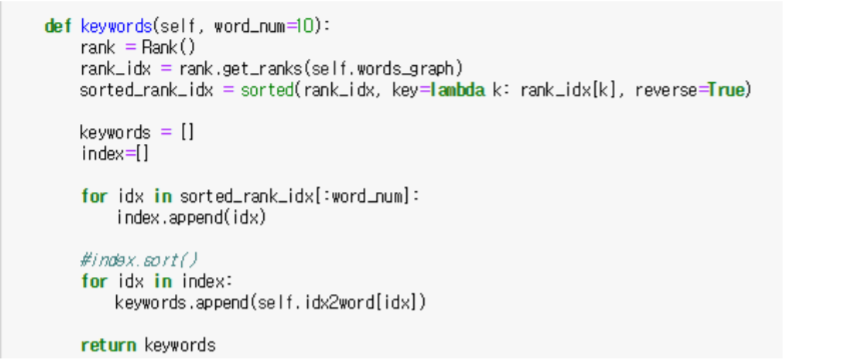 def keywords(self, word_num=10):
    rank = Rank()
    rank_idx = rank.get_ranks(self.words_graph)
    sorted_rank_idx = sorted(rank_idx, key=lambda k: rank_idx[k], reverse=True)

    keywords = []
    index=[]

    for idx in sorted_rank_idx[:word_num]:
        index.append(idx)

    #index.sort()
    for idx in index:
        keywords.append(self.idx2word[idx])

    return keywords